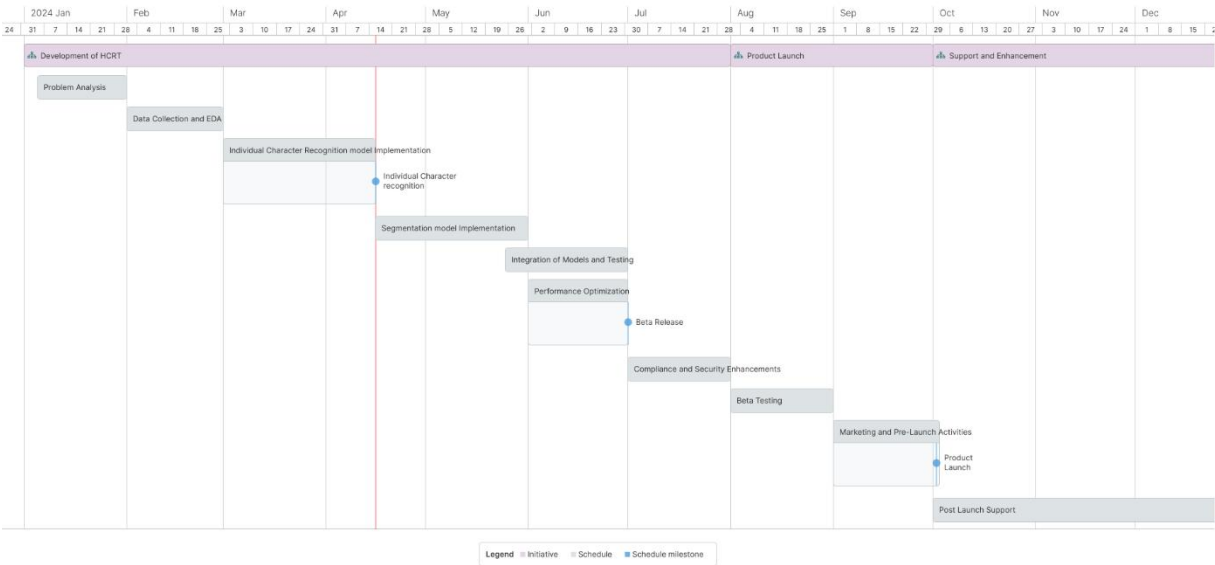 2024 Jan Feb Mar Apr May Jun Jul Aug Sep Oct Nov Dec
24 31 7 14 21 28 4 11 18 25 3 10 17 24 31 7 14 21 28 5 12 19 26 2 9 16 23 30 7 14 21 28 4 11 18 25 1 8 15 22 29 6 13 20 27 3 10 17 24 1 8 15
Development of HCRT Product Launch Support and Enhancement
Problem Analysis
Data Collection and EDA
Individual Character Recognition model Implementation
Individual Character
recognition
Segmentation model Implementation
Integration of Models and Testing
Performance Optimization
Beta Release
Compliance and Security Enhancements
Beta Testing
Marketing and Pre-Launch Activities
Product
Launch
Post Launch Support
Legend Initiative Schedule Schedule milestone